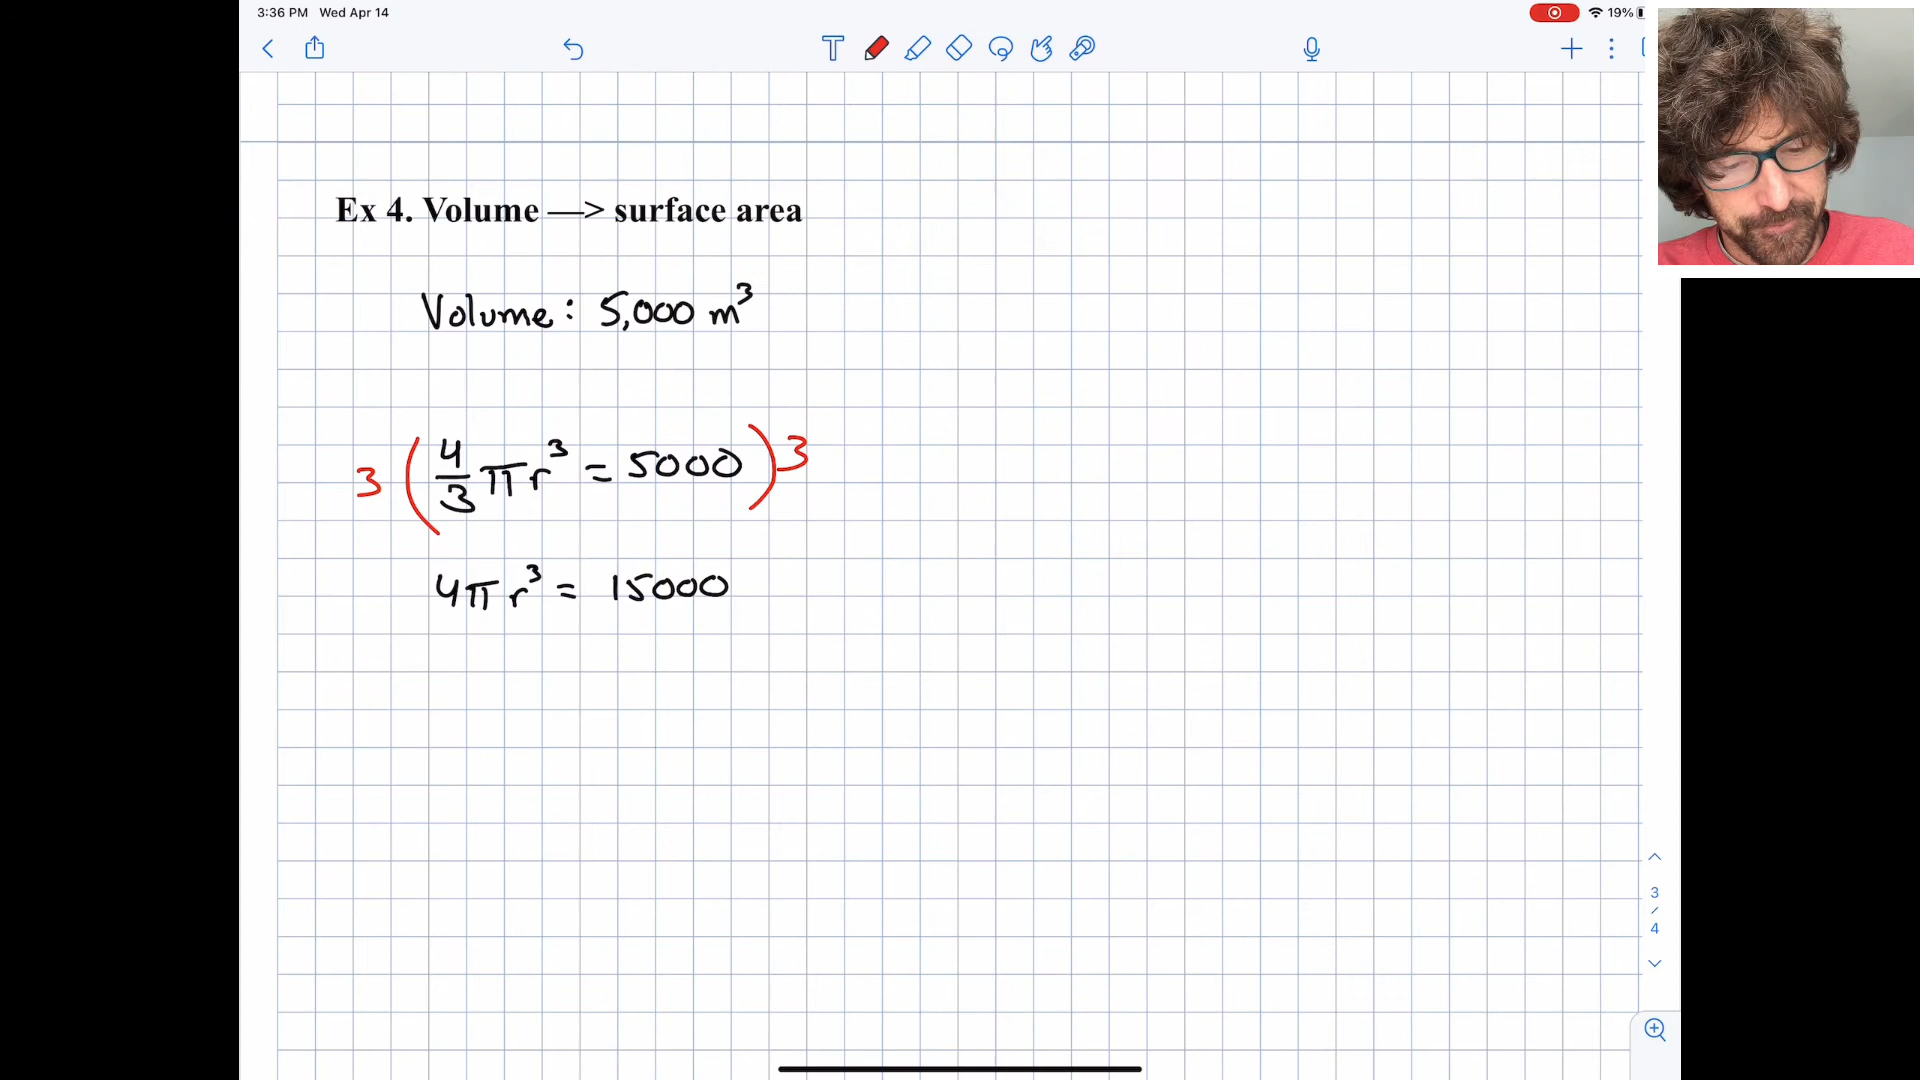 3:36 PM Wed Apr 14
19%
T
Ex 4. Volume —> surface area
Volume: 5,000 m³
3 ( 4/3 πr³ = 5000 ) 3
4πr³ = 15000
3
/
4